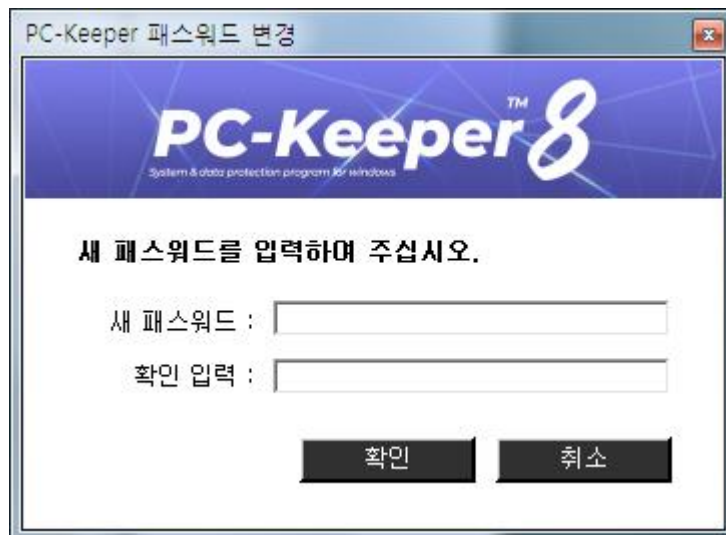 PC-Keeper 패스워드 변경
PC-Keeper™ 8
System & data protection program for windows
새 패스워드를 입력하여 주십시오.
새 패스워드 :
확인 입력 :
확인 취소